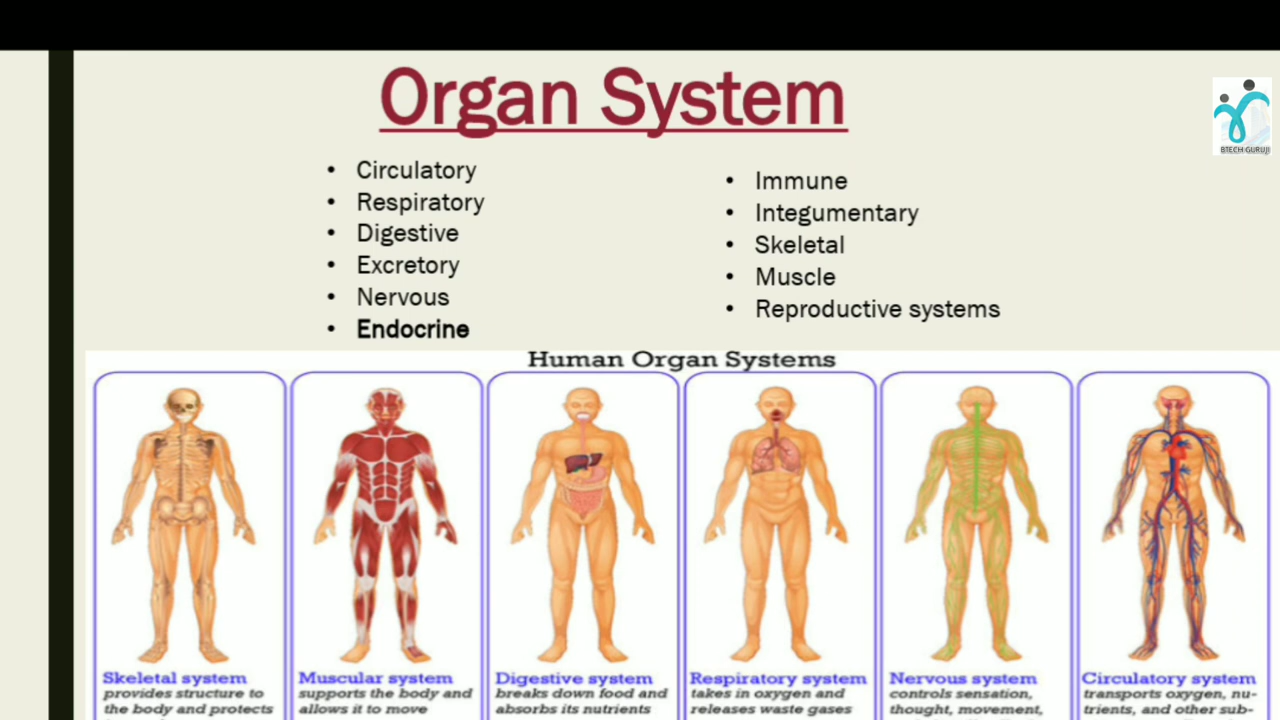 Organ System
BTECH GURUJI
• Circulatory
• Respiratory
• Digestive
• Excretory
• Nervous
• Endocrine
• Immune
• Integumentary
• Skeletal
• Muscle
• Reproductive systems
Human Organ Systems
Skeletal system
provides structure to
the body and protects
Muscular system
supports the body and
allows it to move
Digestive system
breaks down food and
absorbs its nutrients
Respiratory system
takes in oxygen and
releases waste gases
Nervous system
controls sensation,
thought, movement,
Circulatory system
transports oxygen, nu-
trients, and other sub-